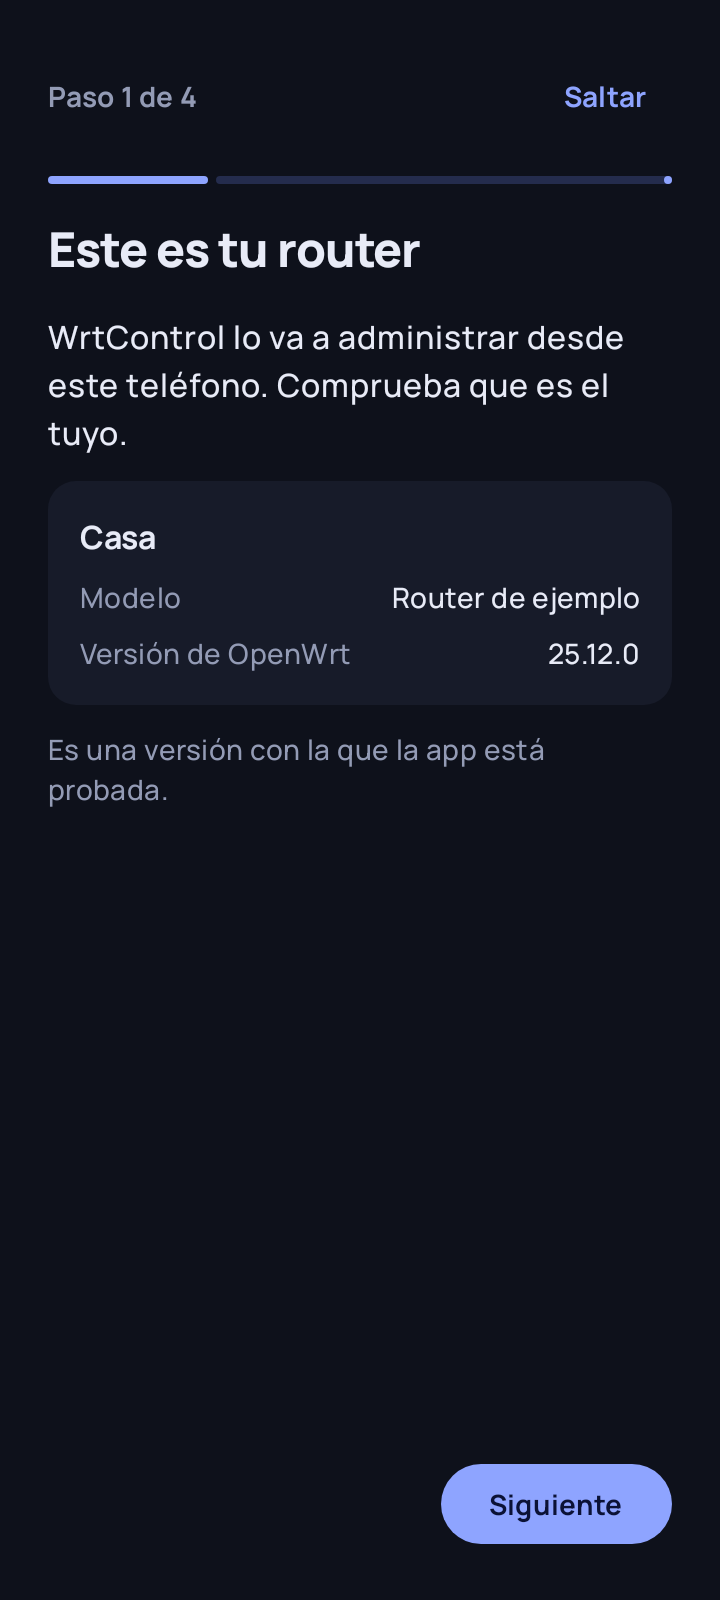 Paso 1 de 4
Saltar
Este es tu router
WrtControl lo va a administrar desde
este teléfono. Comprueba que es el
tuyo.
Casa
Modelo
Router de ejemplo
Versión de OpenWrt
25.12.0
Es una versión con la que la app está
probada.
Siguiente